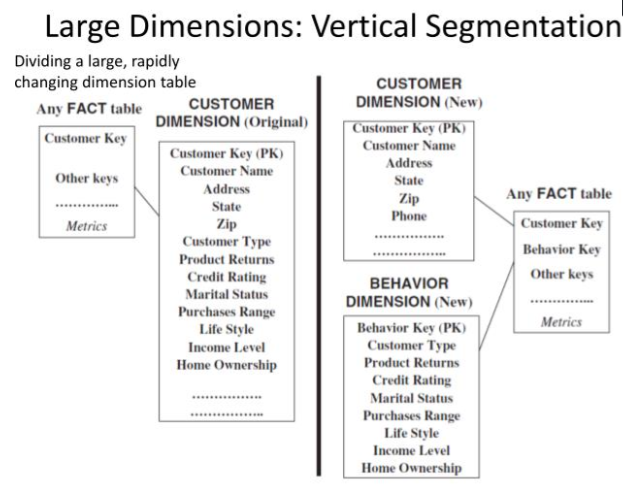 Large Dimensions: Vertical Segmentation
Dividing a large, rapidly
changing dimension table
Any FACT table
Customer Key
Other keys
..............
Metrics
CUSTOMER
DIMENSION (Original)
Customer Key (PK)
Customer Name
Address
State
Zip
Customer Type
Product Returns
Credit Rating
Marital Status
Purchases Range
Life Style
Income Level
Home Ownership
................
.................
CUSTOMER
DIMENSION (New)
Customer Key (PK)
Customer Name
Address
State
Zip
Phone
................
.................
BEHAVIOR
DIMENSION (New)
Behavior Key (PK)
Customer Type
Product Returns
Credit Rating
Marital Status
Purchases Range
Life Style
Income Level
Home Ownership
Any FACT table
Customer Key
Behavior Key
Other keys
..............
Metrics